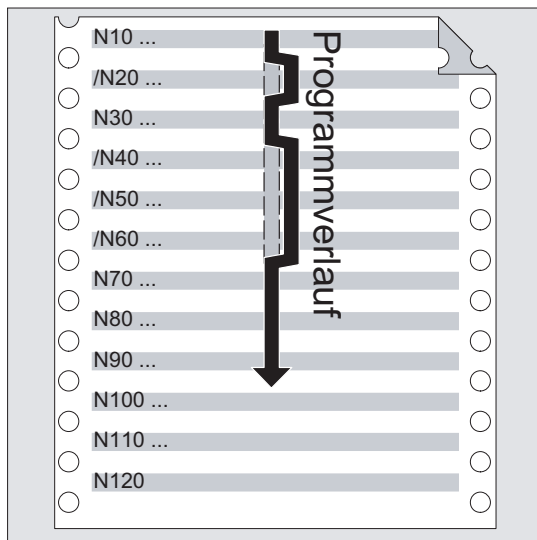 N10 ...
/N20 ...
N30 ...
/N40 ...
/N50 ...
/N60 ...
N70 ...
N80 ...
N90 ...
N100 ...
N110 ...
N120
Programmverlauf